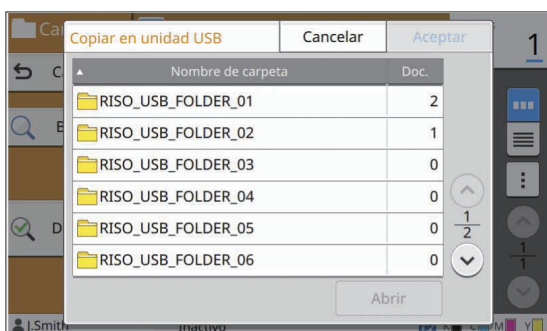 Copiar en unidad USB
Cancelar
Aceptar
1
Nombre de carpeta
Doc.
RISO_USB_FOLDER_01
2
RISO_USB_FOLDER_02
1
RISO_USB_FOLDER_03
0
RISO_USB_FOLDER_04
0
RISO_USB_FOLDER_05
0
RISO_USB_FOLDER_06
0
1
2
1
1
Abrir
J.Smith
Inactivo
K
C
M
Y